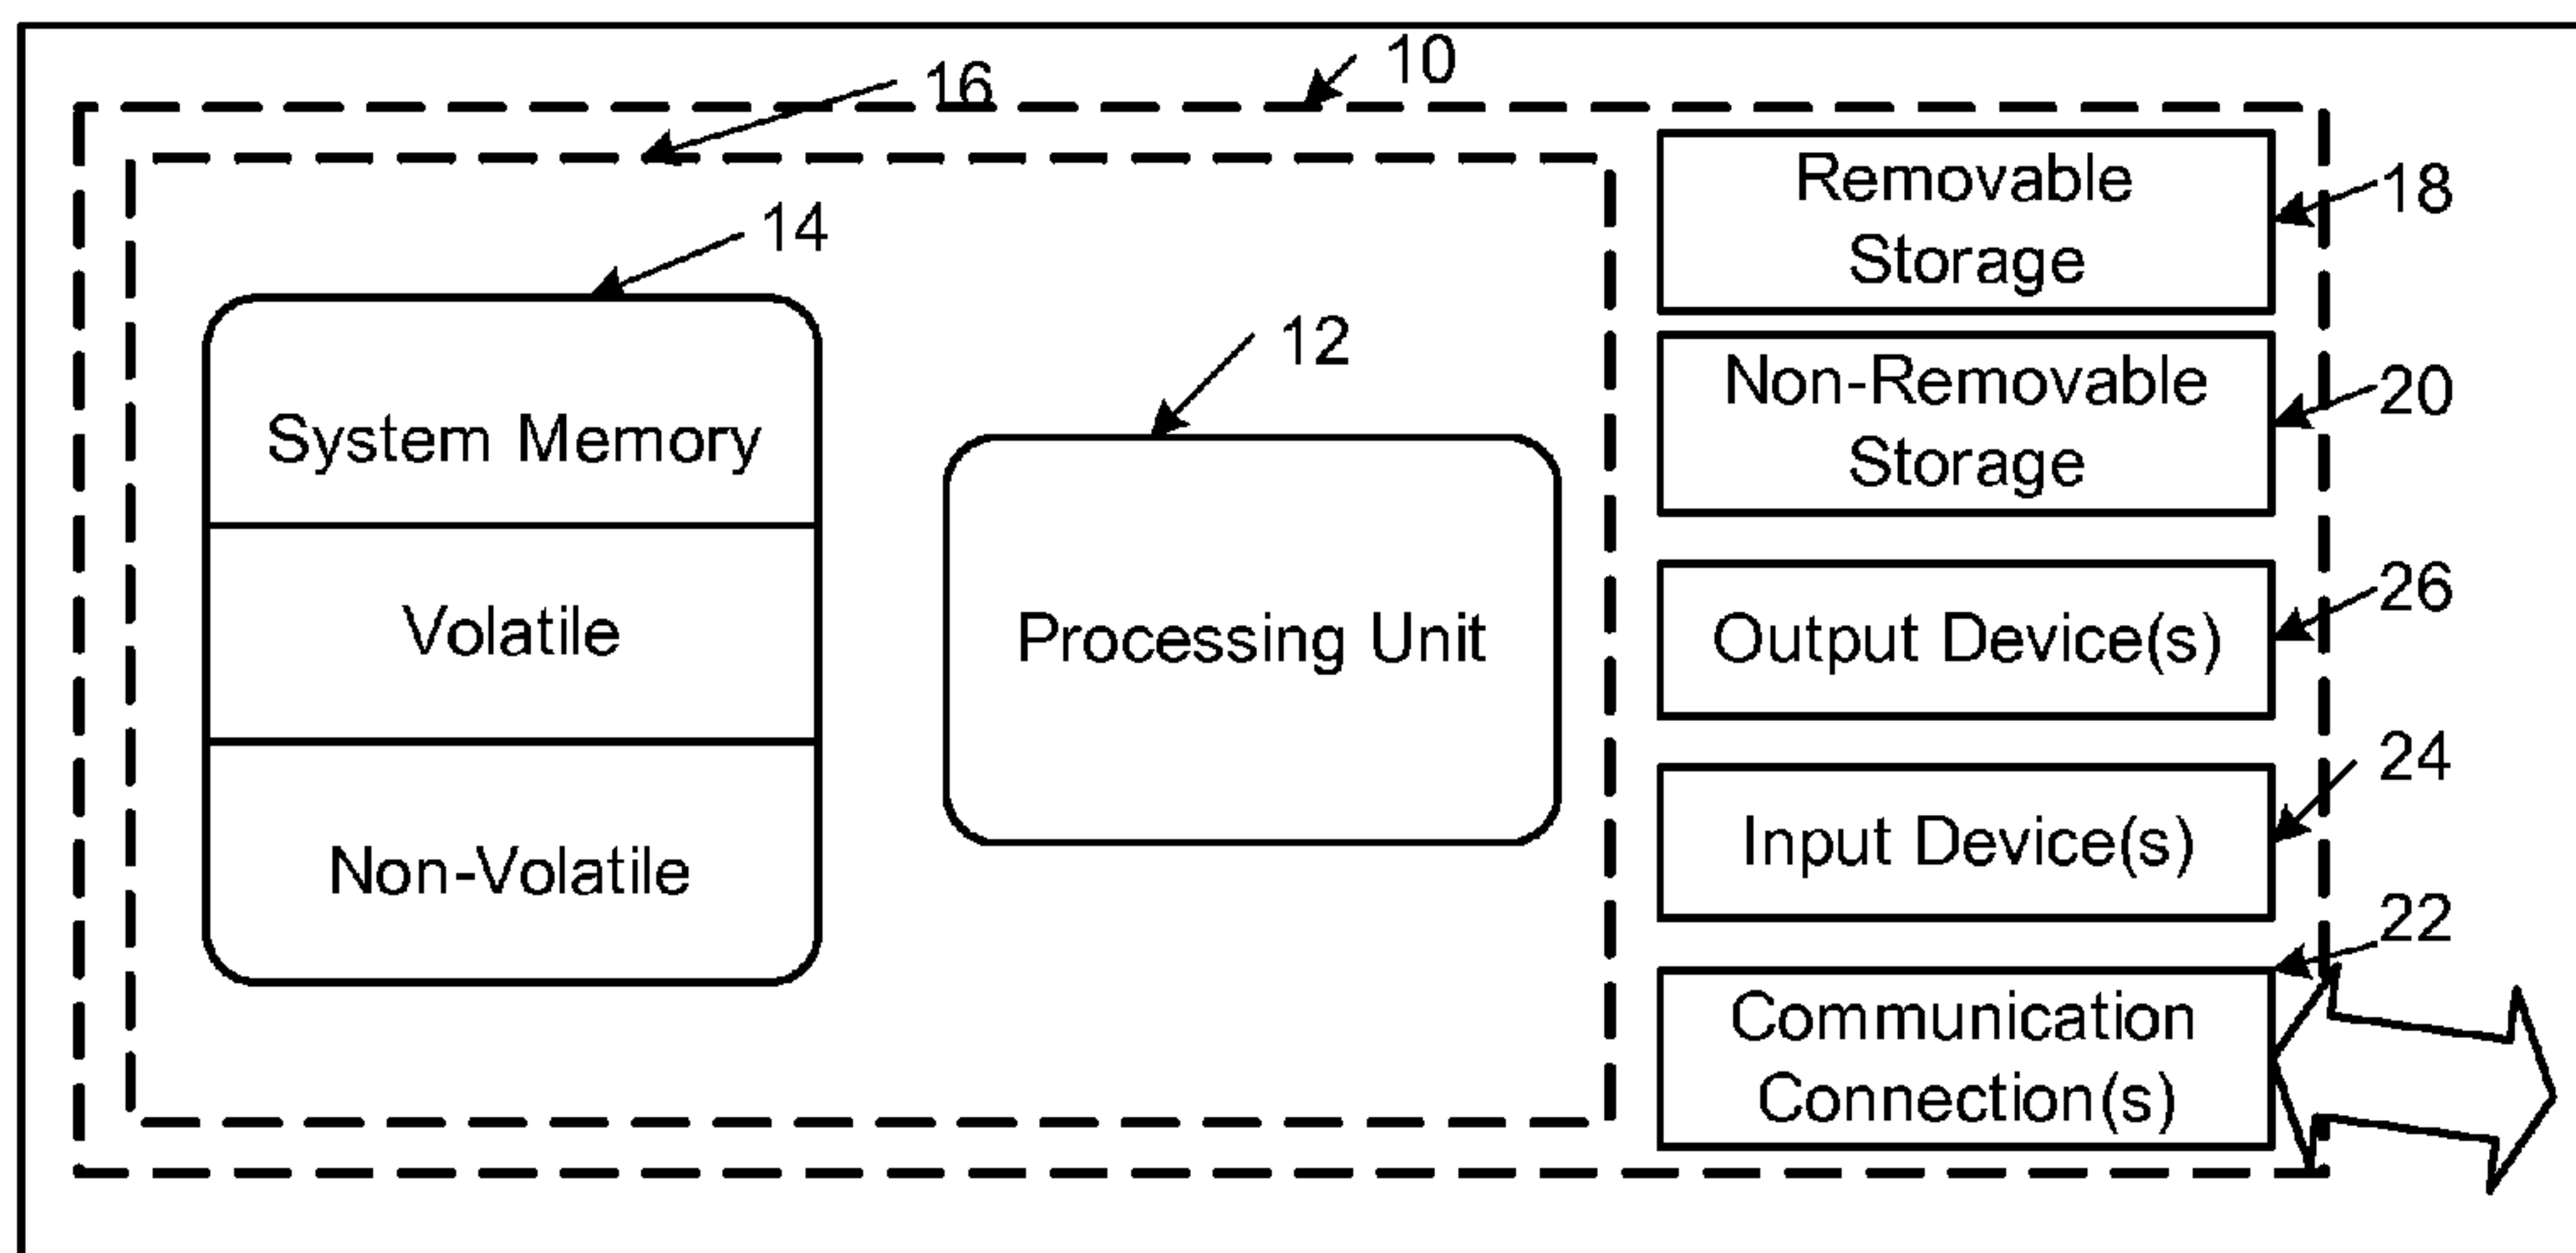 10
16
Removable
Storage
18
14
12
Non-Removable
Storage
20
System Memory
Volatile
Non-Volatile
Processing Unit
Output Device(s)
26
Input Device(s)
24
22
Communication
Connection(s)